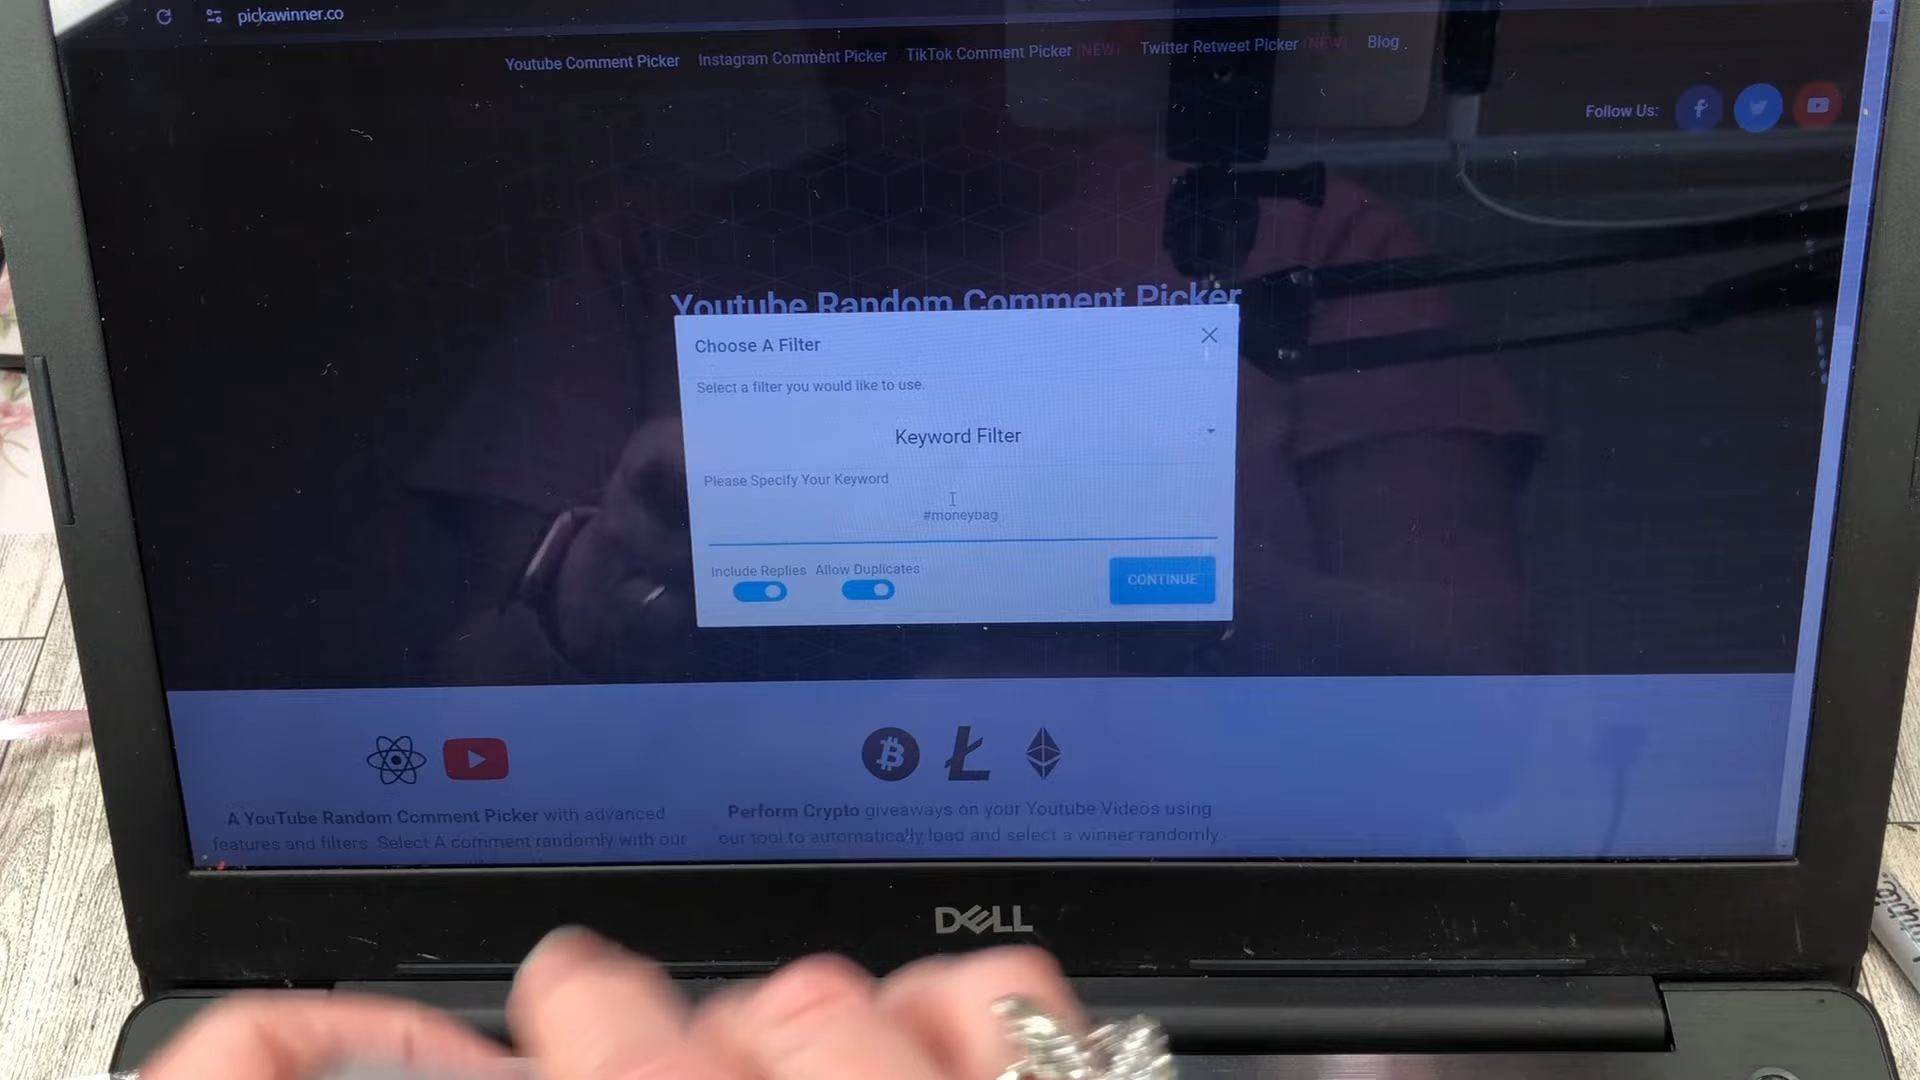 pickawinner.co
Youtube Comment Picker Instagram Comment Picker TikTok Comment Picker (NEW) Twitter Retweet Picker (NEW) Blog
Follow Us:
Youtube Random Comment Picker
Choose A Filter
Select a filter you would like to use.
Keyword Filter
Please Specify Your Keyword
#moneybag
Include Replies Allow Duplicates
CONTINUE
A YouTube Random Comment Picker with advanced
features and filters. Select A comment randomly with our
Perform Crypto giveaways on your Youtube Videos using
our tool to automatically load and select a winner randomly.
DELL